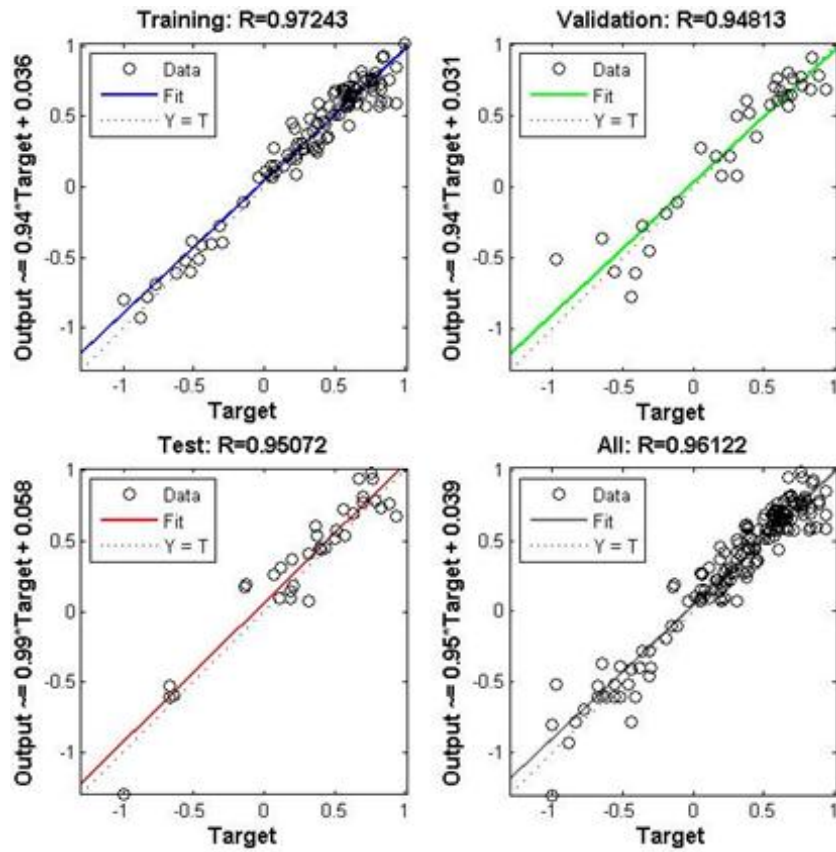 Training: R=0.97243
Output ~= 0.94*Target + 0.036
1
0.5
0
-0.5
-1
Data
Fit
Y = T
-1 -0.5 0 0.5 1
Target
Validation: R=0.94813
Output ~= 0.94*Target + 0.031
1
0.5
0
-0.5
-1
Data
Fit
Y = T
-1 -0.5 0 0.5 1
Target
Test: R=0.95072
Output ~= 0.99*Target + 0.058
1
0.5
0
-0.5
-1
Data
Fit
Y = T
-1 -0.5 0 0.5 1
Target
All: R=0.96122
Output ~= 0.95*Target + 0.039
1
0.5
0
-0.5
-1
Data
Fit
Y = T
-1 -0.5 0 0.5 1
Target